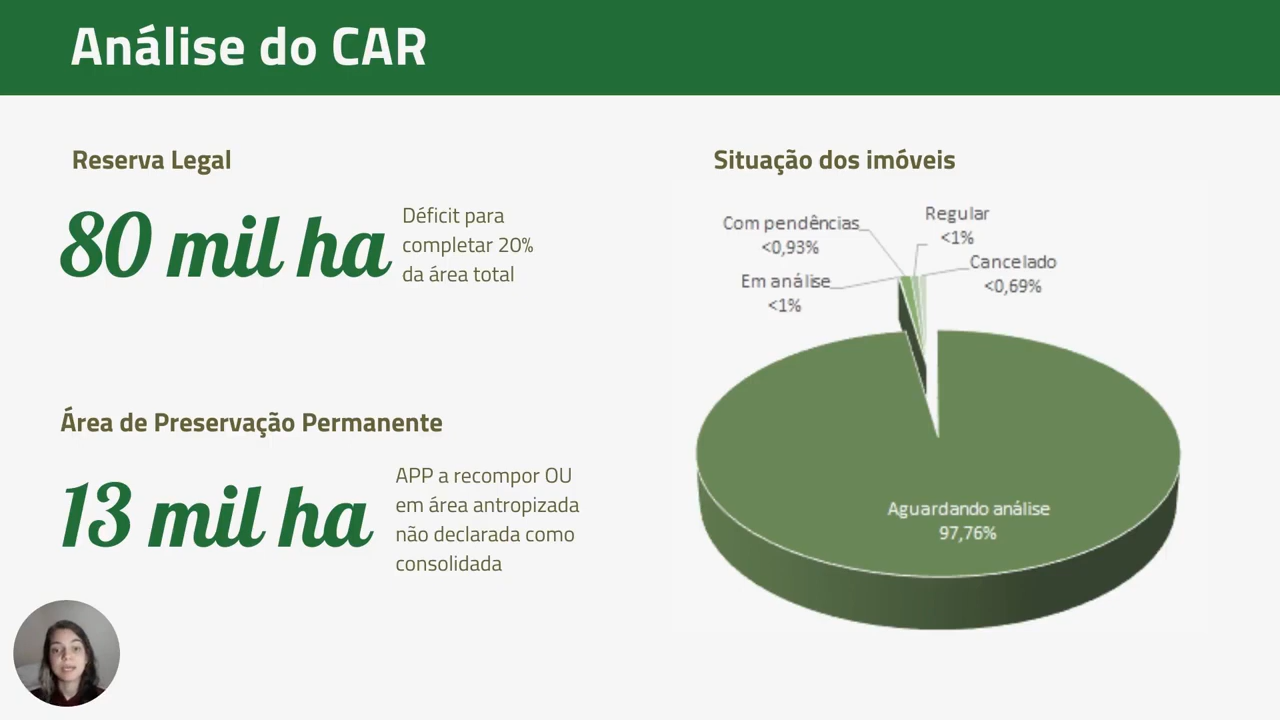 Análise do CAR
Reserva Legal
80 mil ha
Déficit para
completar 20%
da área total
Área de Preservação Permanente
13 mil ha
APP a recompor OU
em área antropizada
não declarada como
consolidada
Situação dos imóveis
Com pendências
<0,93%
Regular
<1%
Em análise
<1%
Cancelado
<0,69%
Aguardando análise
97,76%